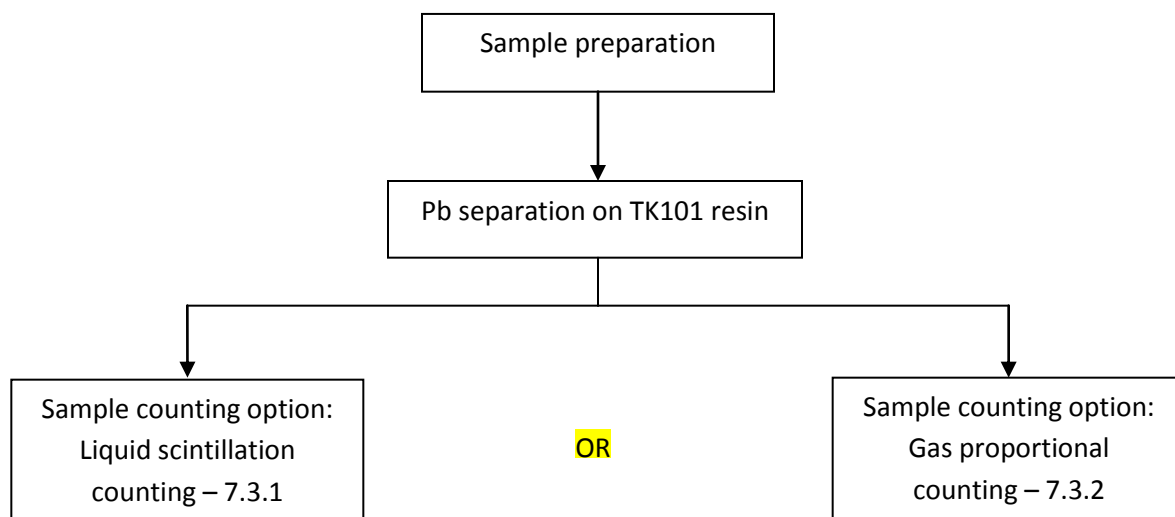 Sample preparation
Pb separation on TK101 resin
Sample counting option:
Liquid scintillation
counting – 7.3.1
OR
Sample counting option:
Gas proportional
counting – 7.3.2